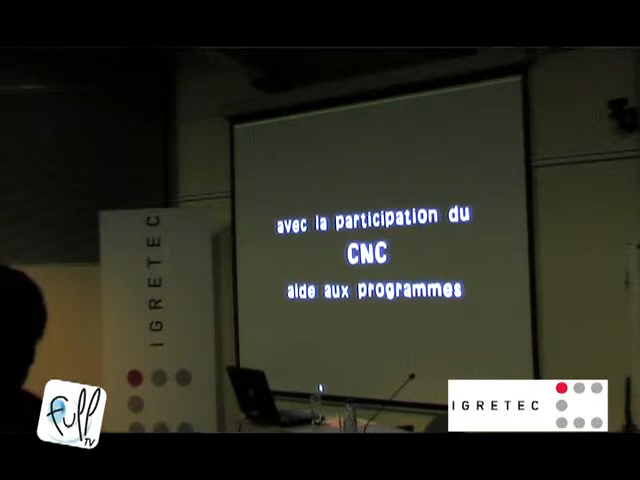 avec la participation du
CNC
aide aux programmes
IGRETEC
full
TV
IGRETEC